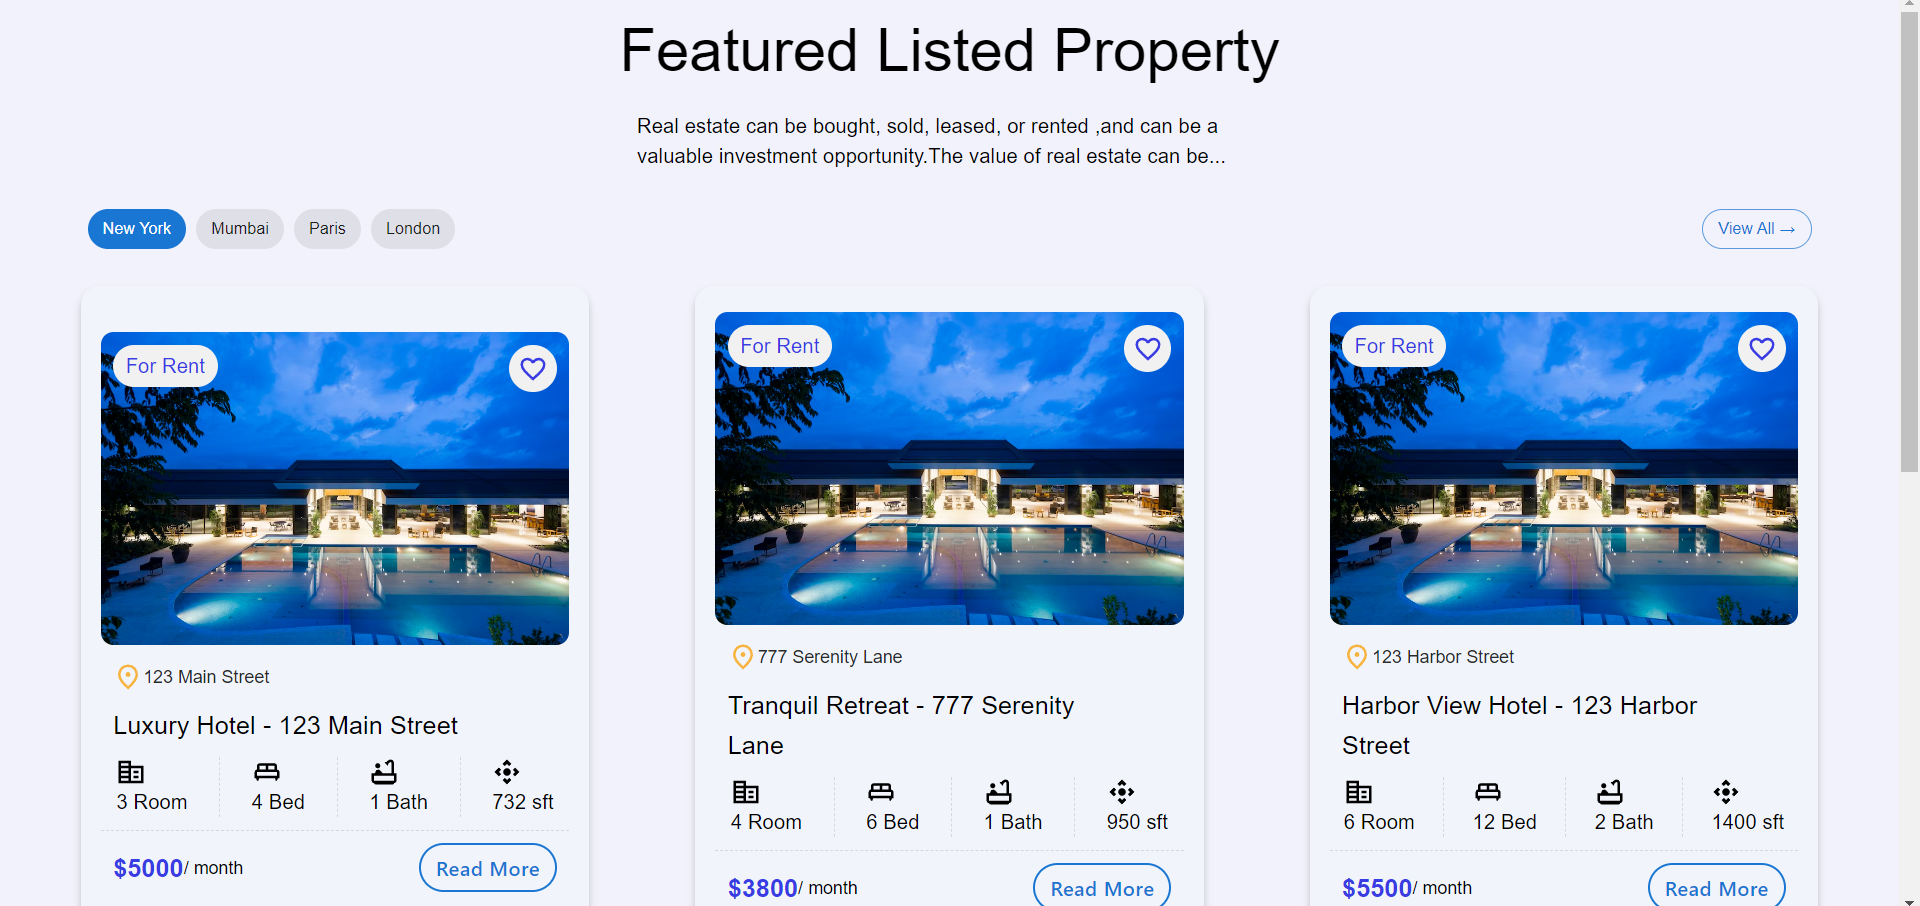 Featured Listed Property
Real estate can be bought, sold, leased, or rented ,and can be a
valuable investment opportunity.The value of real estate can be...
New York
Mumbai
Paris
London
View All →
For Rent
123 Main Street
Luxury Hotel - 123 Main Street
3 Room
4 Bed
1 Bath
732 sft
$5000/ month
Read More
For Rent
777 Serenity Lane
Tranquil Retreat - 777 Serenity
Lane
4 Room
6 Bed
1 Bath
950 sft
$3800/ month
Read More
For Rent
123 Harbor Street
Harbor View Hotel - 123 Harbor
Street
6 Room
12 Bed
2 Bath
1400 sft
$5500/ month
Read More